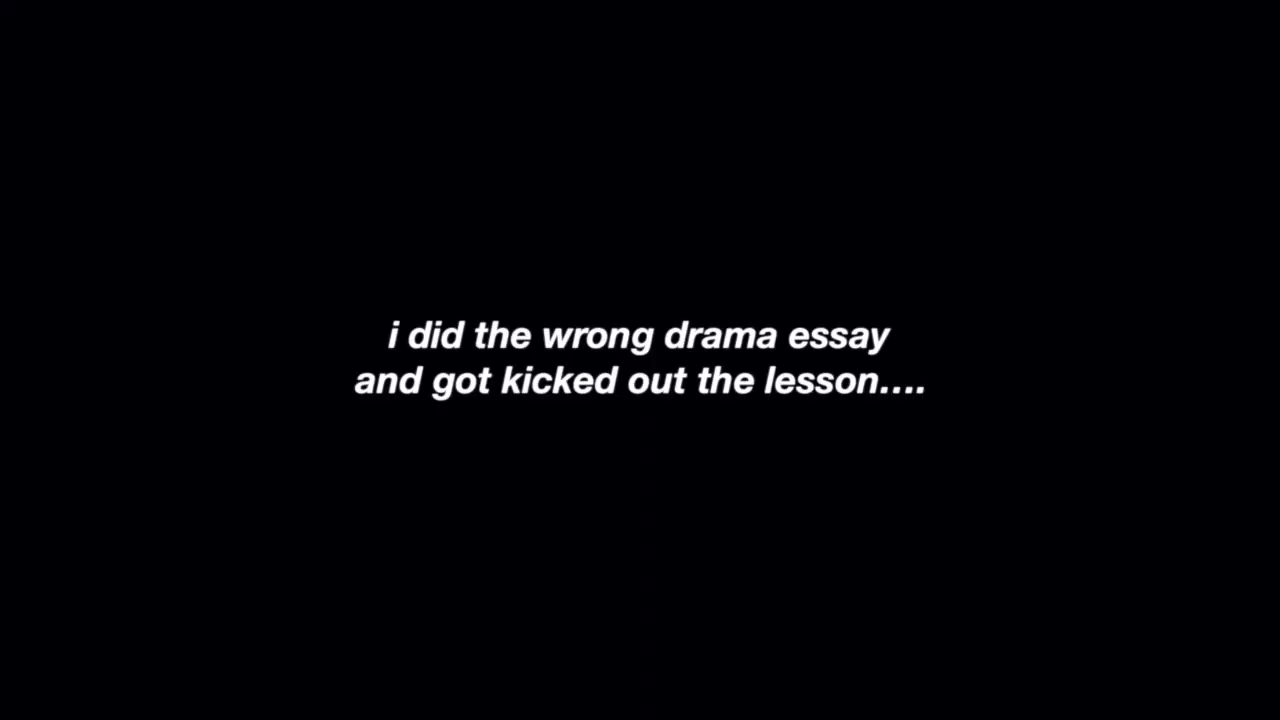 i did the wrong drama essay
and got kicked out the lesson....